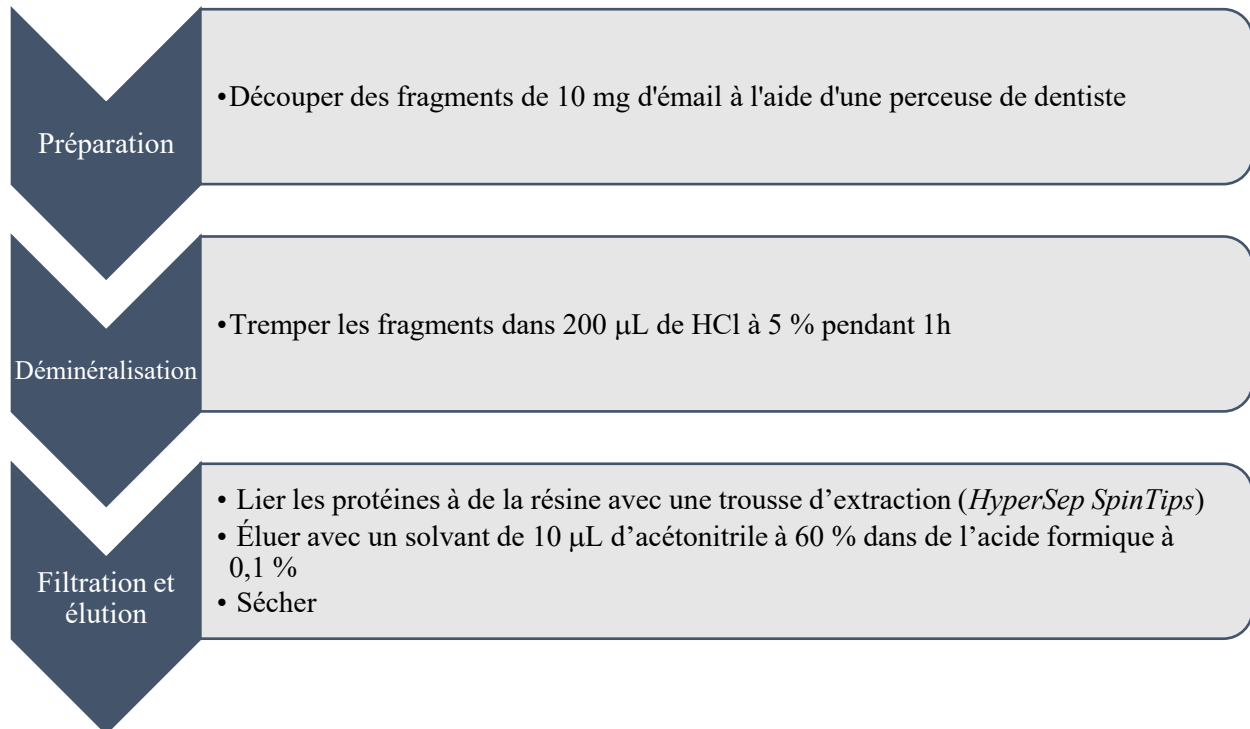 Préparation
•Découper des fragments de 10 mg d'émail à l'aide d'une perceuse de dentiste
Déminéralisation
•Tremper les fragments dans 200 µL de HCl à 5 % pendant 1h
Filtration et
élution
• Lier les protéines à de la résine avec une trousse d’extraction (HyperSep SpinTips)
• Éluer avec un solvant de 10 µL d’acétonitrile à 60 % dans de l’acide formique à
0,1 %
• Sécher